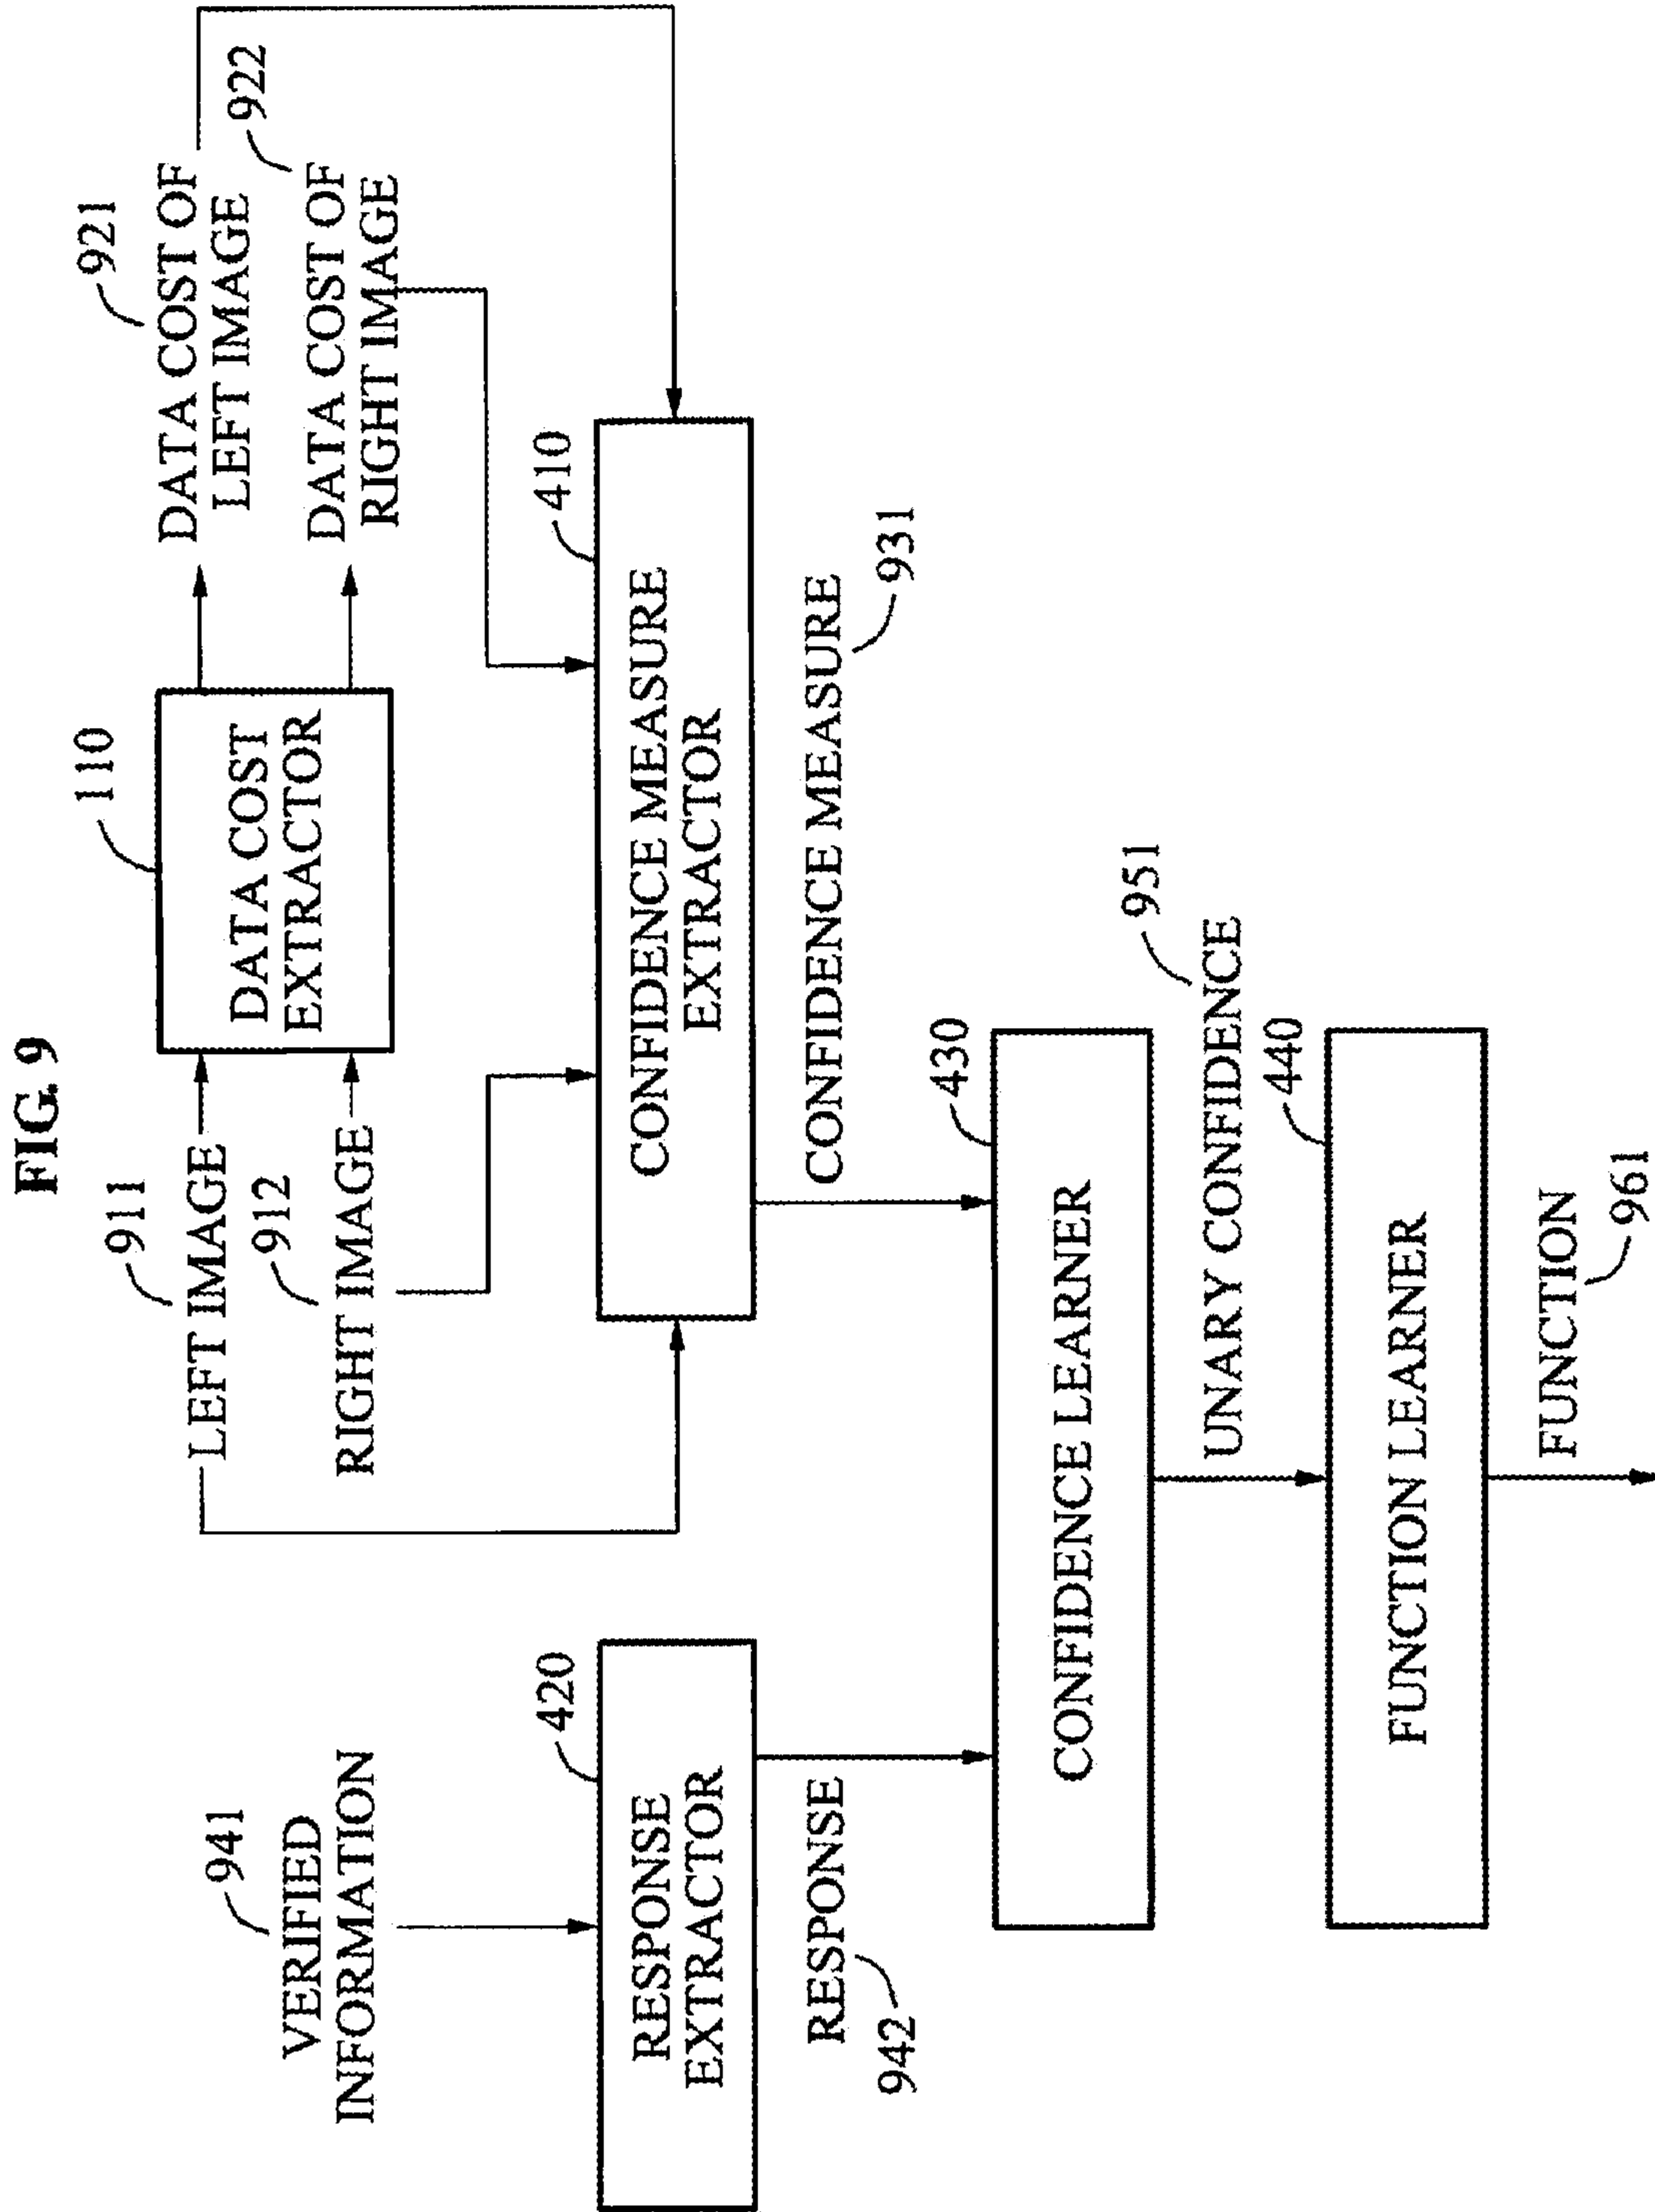 FIG. 9
941
VERIFIED
INFORMATION
911
LEFT IMAGE
912
RIGHT IMAGE
110
DATA COST
EXTRACTOR
921
DATA COST OF
LEFT IMAGE
922
DATA COST OF
RIGHT IMAGE
420
RESPONSE
EXTRACTOR
410
CONFIDENCE MEASURE
EXTRACTOR
RESPONSE
942
CONFIDENCE MEASURE
931
430
CONFIDENCE LEARNER
UNARY CONFIDENCE
951
440
FUNCTION LEARNER
FUNCTION
961